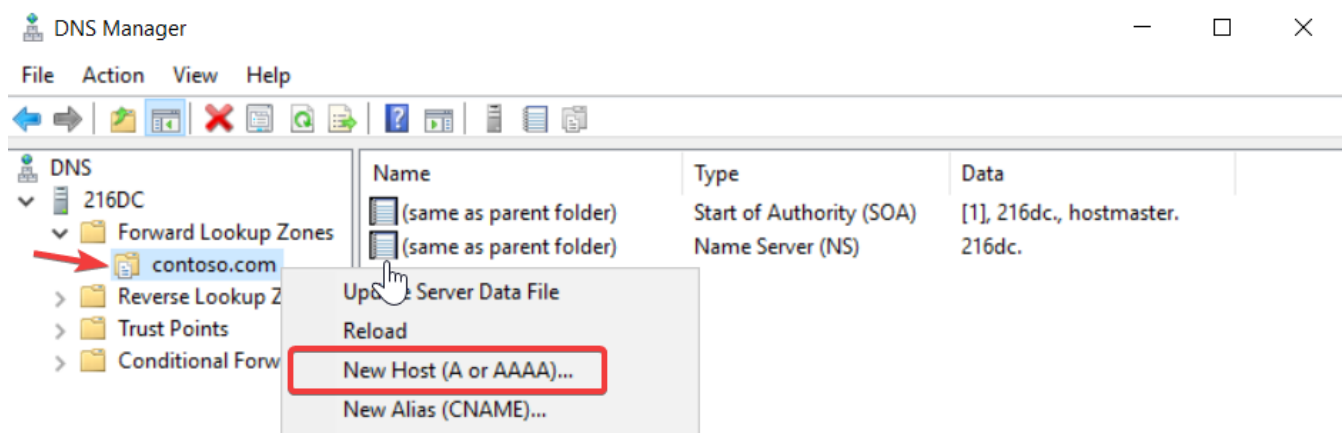 DNS Manager
File Action View Help
DNS
216DC
Forward Lookup Zones
contoso.com
Reverse Lookup Z
Trust Points
Conditional Forw
Name Type Data
(same as parent folder) Start of Authority (SOA) [1], 216dc., hostmaster.
(same as parent folder) Name Server (NS) 216dc.
Server Data File
Reload
New Host (A or AAAA)...
New Alias (CNAME)...